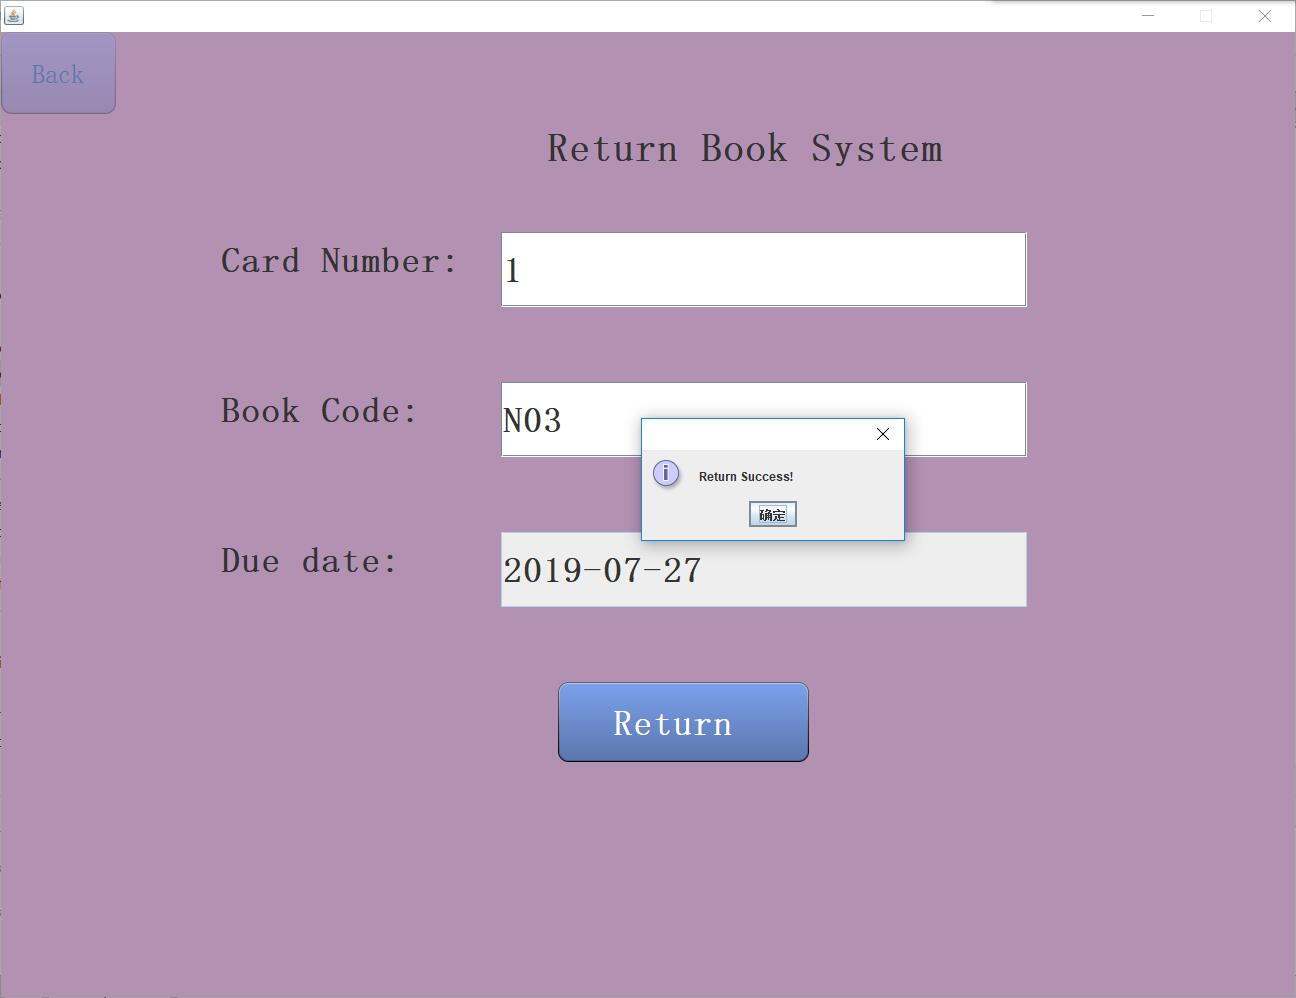 Back
Return Book System
Card Number:
1
Book Code:
N03
Return Success!
确定
Due date:
2019-07-27
Return